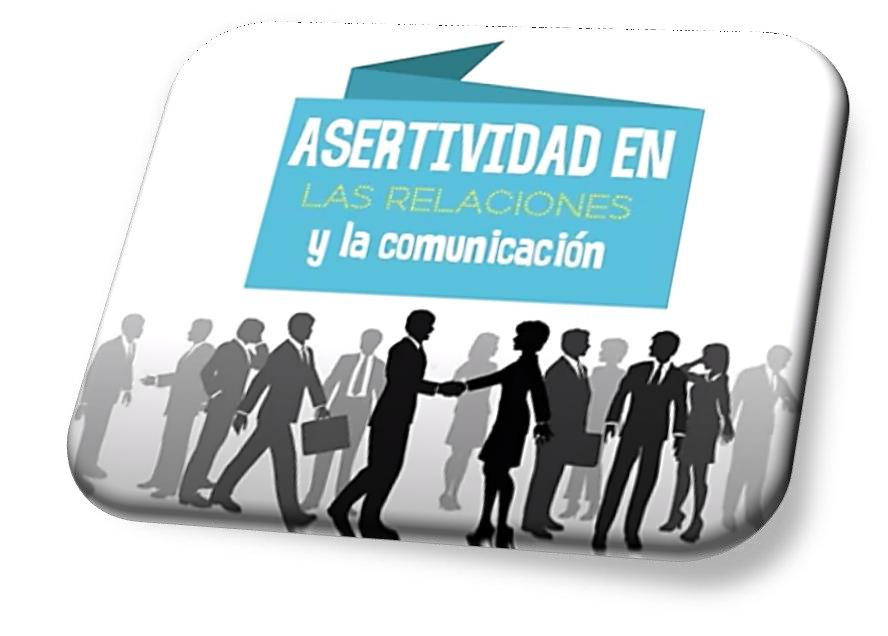 ASERTIVIDAD EN
LAS RELACIONES
y la comunicación